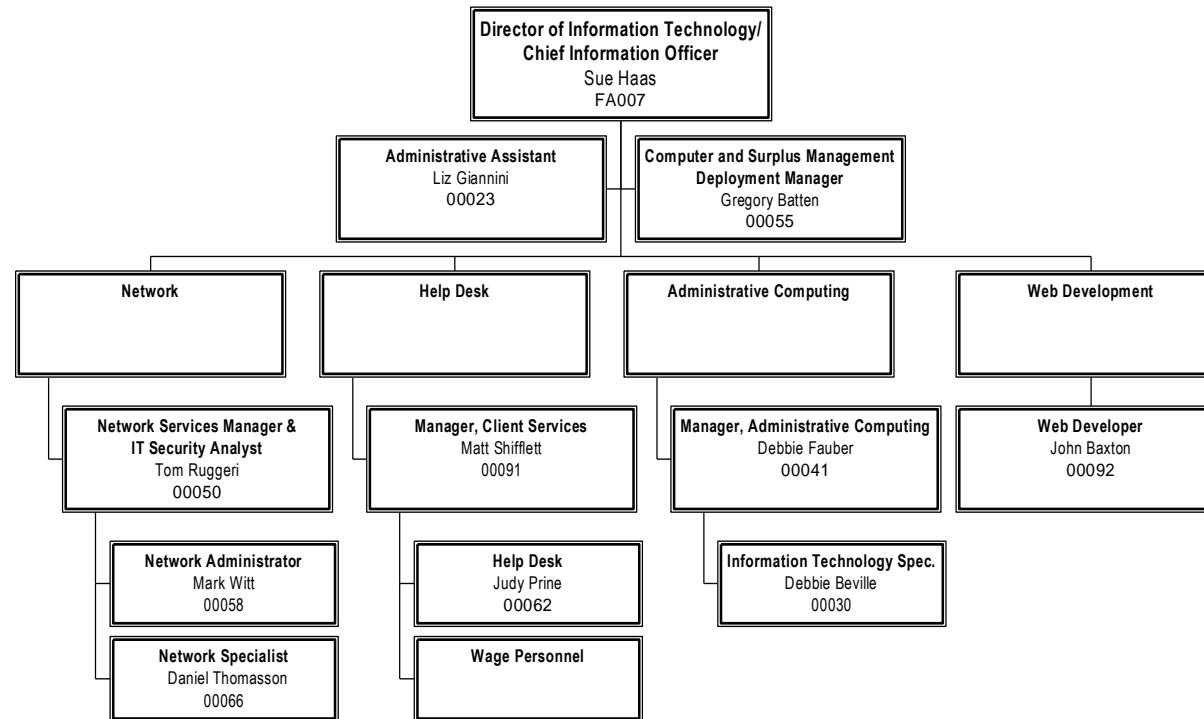 Director of Information Technology/
Chief Information Officer
Sue Haas
FA007
Administrative Assistant
Liz Giannini
00023
Computer and Surplus Management
Deployment Manager
Gregory Batten
00055
Network
Help Desk
Administrative Computing
Web Development
Network Services Manager &
IT Security Analyst
Tom Ruggeri
00050
Manager, Client Services
Matt Shifflett
00091
Manager, Administrative Computing
Debbie Fauber
00041
Web Developer
John Baxton
00092
Network Administrator
Mark Witt
00058
Help Desk
Judy Prine
00062
Information Technology Spec.
Debbie Beville
00030
Network Specialist
Daniel Thomasson
00066
Wage Personnel